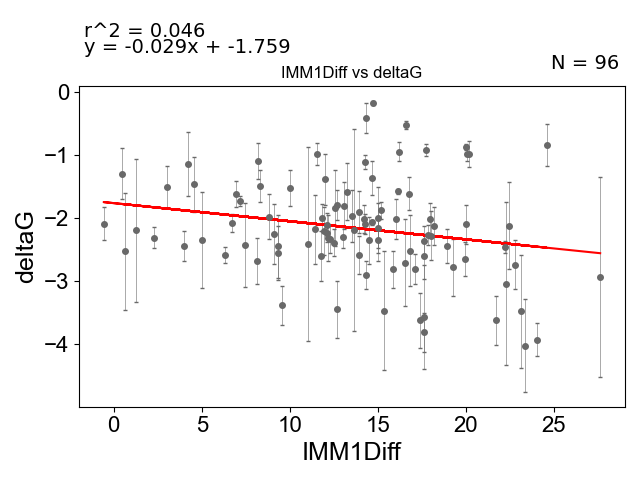 r^2 = 0.046
y = -0.029x + -1.759
N = 96
IMM1Diff vs deltaG
0
−1
−2
−3
−4
deltaG
0 5 10 15 20 25
IMM1Diff